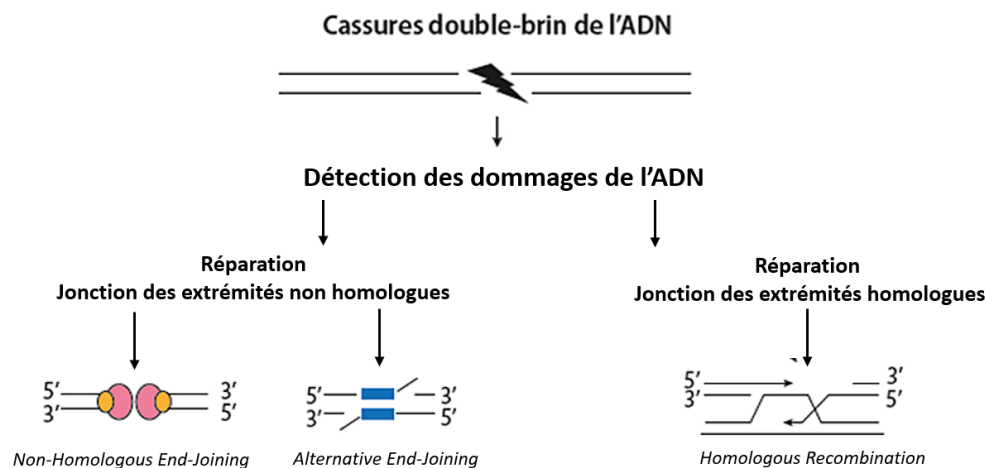 Cassures double-brin de l'ADN
Détection des dommages de l'ADN
Réparation
Jonction des extrémités non homologues
Réparation
Jonction des extrémités homologues
5' 3'
3' 5'
5' 3'
3' 5'
5' 3'
3' 5'
Non-Homologous End-Joining
Alternative End-Joining
Homologous Recombination